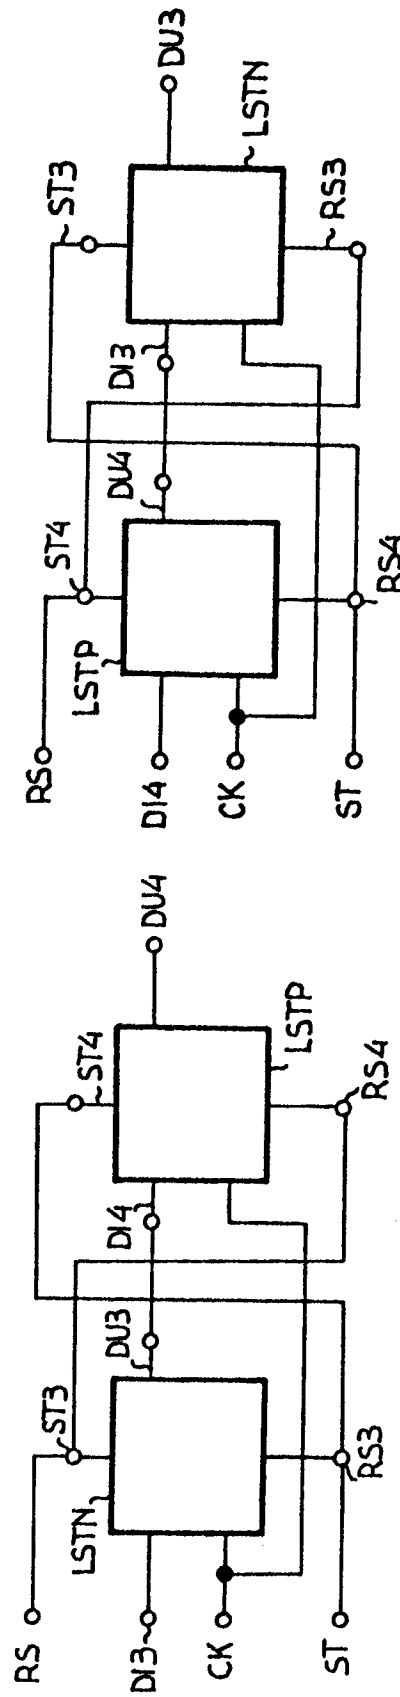 RS
ST3
ST4
LSTN
DI3
DU3
DI4
DU4
CK
LSTP
ST
RS3
RS4
RS
ST4
ST3
LSTP
DI4
DU4
DI3
DU3
CK
LSTN
ST
RS4
RS3